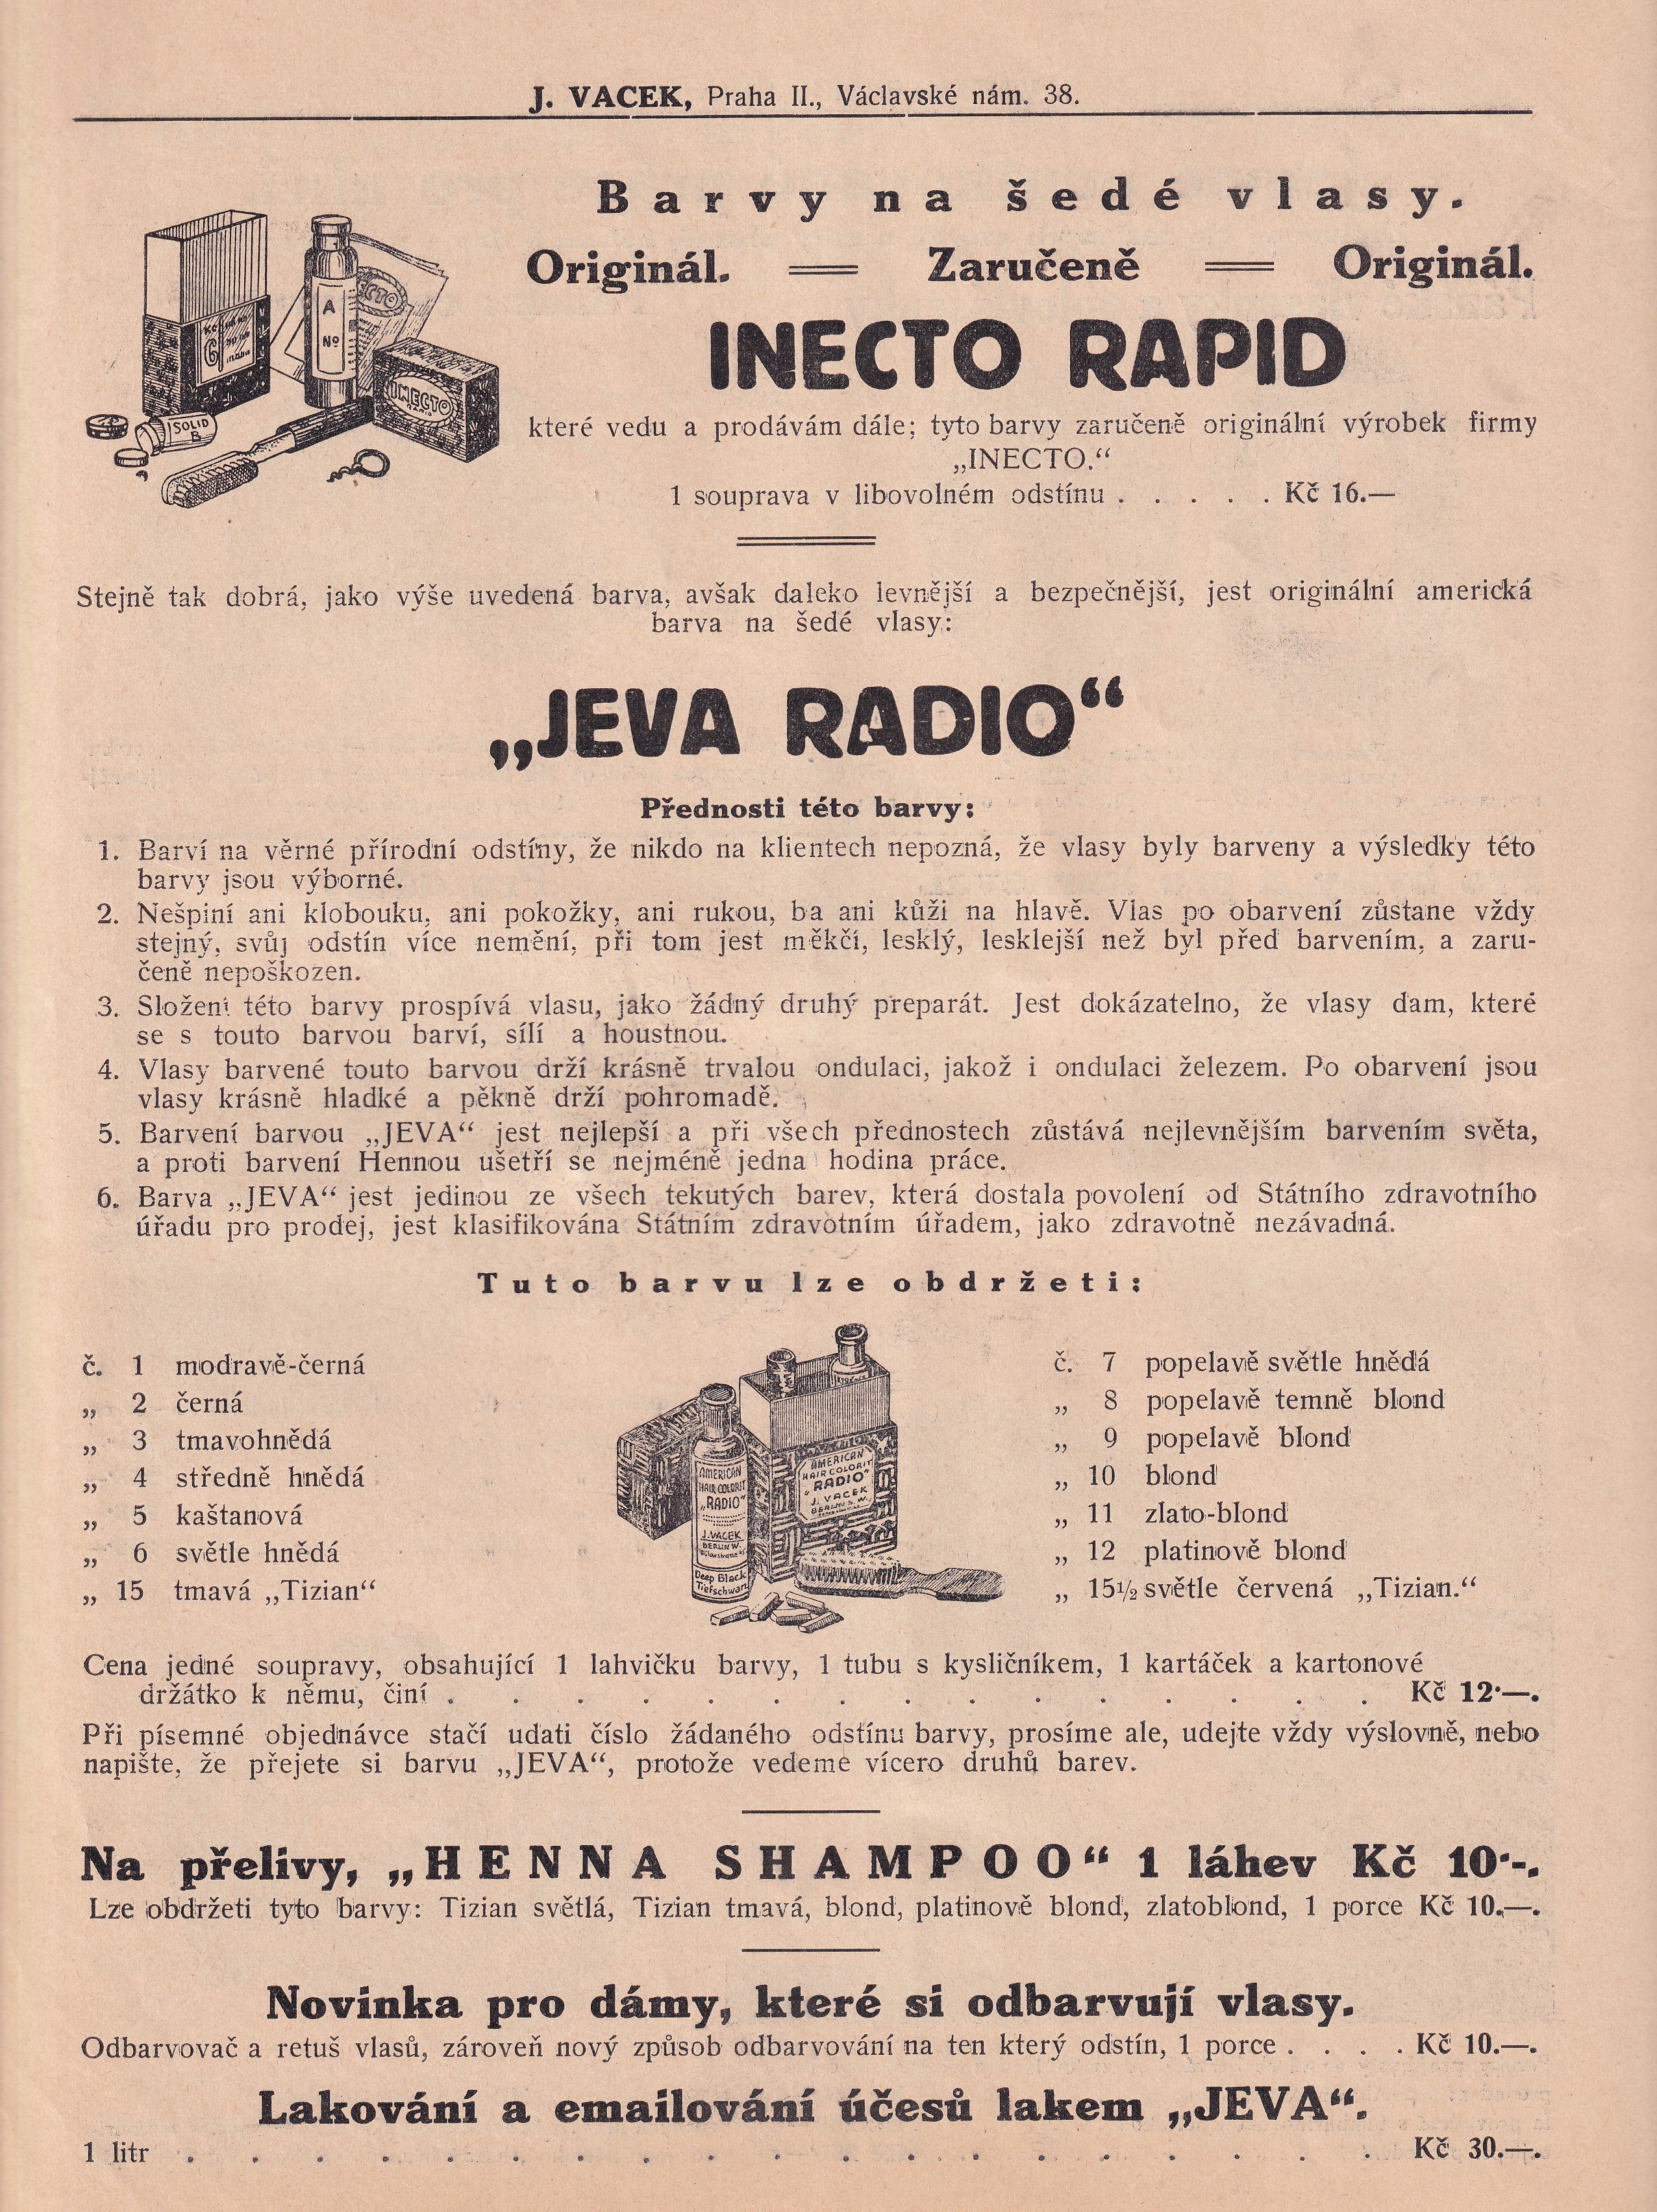 J. VACEK, Praha II., Václavské nám. 38.
Barvy na šedé vlasy.
Originál. Zaručeně Originál.
INECTO RAPID
které vedu a prodávám dále; tyto barvy zaručeně originální výrobek firmy
„INECTO.“
1 souprava v libovolném odstínu . . . . . Kč 16.—
A
No
INECTO
RAPID
SOLID
B
Stejně tak dobrá, jako výše uvedená barva, avšak daleko levnější a bezpečnější, jest originální americká
barva na šedé vlasy:
„JEVA RADIO“
Přednosti této barvy:
1. Barví na věrné přírodní odstíny, že nikdo na klientech nepozná, že vlasy byly barveny a výsledky této
barvy jsou výborné.
2. Nešpiní ani klobouku, ani pokožky, ani rukou, ba ani kůži na hlavě. Vlas po obarvení zůstane vždy
stejný, svůj odstín více nemění, při tom jest měkčí, lesklý, lesklejší než byl před barvením, a zaru-
čeně nepoškozen.
3. Složení této barvy prospívá vlasu, jako žádný druhý preparát. Jest dokázatelno, že vlasy dam, které
se s touto barvou barví, sílí a houstnou.
4. Vlasy barvené touto barvou drží krásně trvalou ondulaci, jakož i ondulaci železem. Po obarvení jsou
vlasy krásně hladké a pěkně drží pohromadě.
5. Barvení barvou „JEVA“ jest nejlepší a při všech přednostech zůstává nejlevnějším barvením světa,
a proti barvení Hennou ušetří se nejméně jedna hodina práce.
6. Barva „JEVA“ jest jedinou ze všech tekutých barev, která dostala povolení od Státního zdravotního
úřadu pro prodej, jest klasifikována Státním zdravotním úřadem, jako zdravotně nezávadná.
Tuto barvu lze obdržeti:
č. 1 modravě-černá
„ 2 černá
„ 3 tmavohnědá
„ 4 středně hnědá
„ 5 kaštanová
„ 6 světle hnědá
„ 15 tmavá „Tizian“
AMERICAN
HAIR COLORIT
„RADIO“
J. VACEK
BERLIN W.
Deep Black
Tiefschwarz
AMERICAN
HAIR COLORIT
„RADIO“
J. VACEK
BERLIN S.W.
č. 7 popelavě světle hnědá
„ 8 popelavě temně blond
„ 9 popelavě blond
„ 10 blond
„ 11 zlato-blond
„ 12 platinově blond
„ 15½ světle červená „Tizian.“
Cena jedné soupravy, obsahující 1 lahvičku barvy, 1 tubu s kysličníkem, 1 kartáček a kartonové
držátko k němu, činí . . . . . . . . . . . . . . . Kč 12·—.
Při písemné objednávce stačí udati číslo žádaného odstínu barvy, prosíme ale, udejte vždy výslovně, nebo
napište, že přejete si barvu „JEVA“, protože vedeme vícero druhů barev.
Na přelivy, „HENNA SHAMPOO“ 1 láhev Kč 10·-.
Lze obdržeti tyto barvy: Tizian světlá, Tizian tmavá, blond, platinově blond, zlatoblond, 1 porce Kč 10.—.
Novinka pro dámy, které si odbarvují vlasy.
Odbarvovač a retuš vlasů, zároveň nový způsob odbarvování na ten který odstín, 1 porce . . . . Kč 10.—.
Lakování a emailování účesů lakem „JEVA“.
1 litr . . . . . . . . . . . . . . . . . . . Kč 30.—.